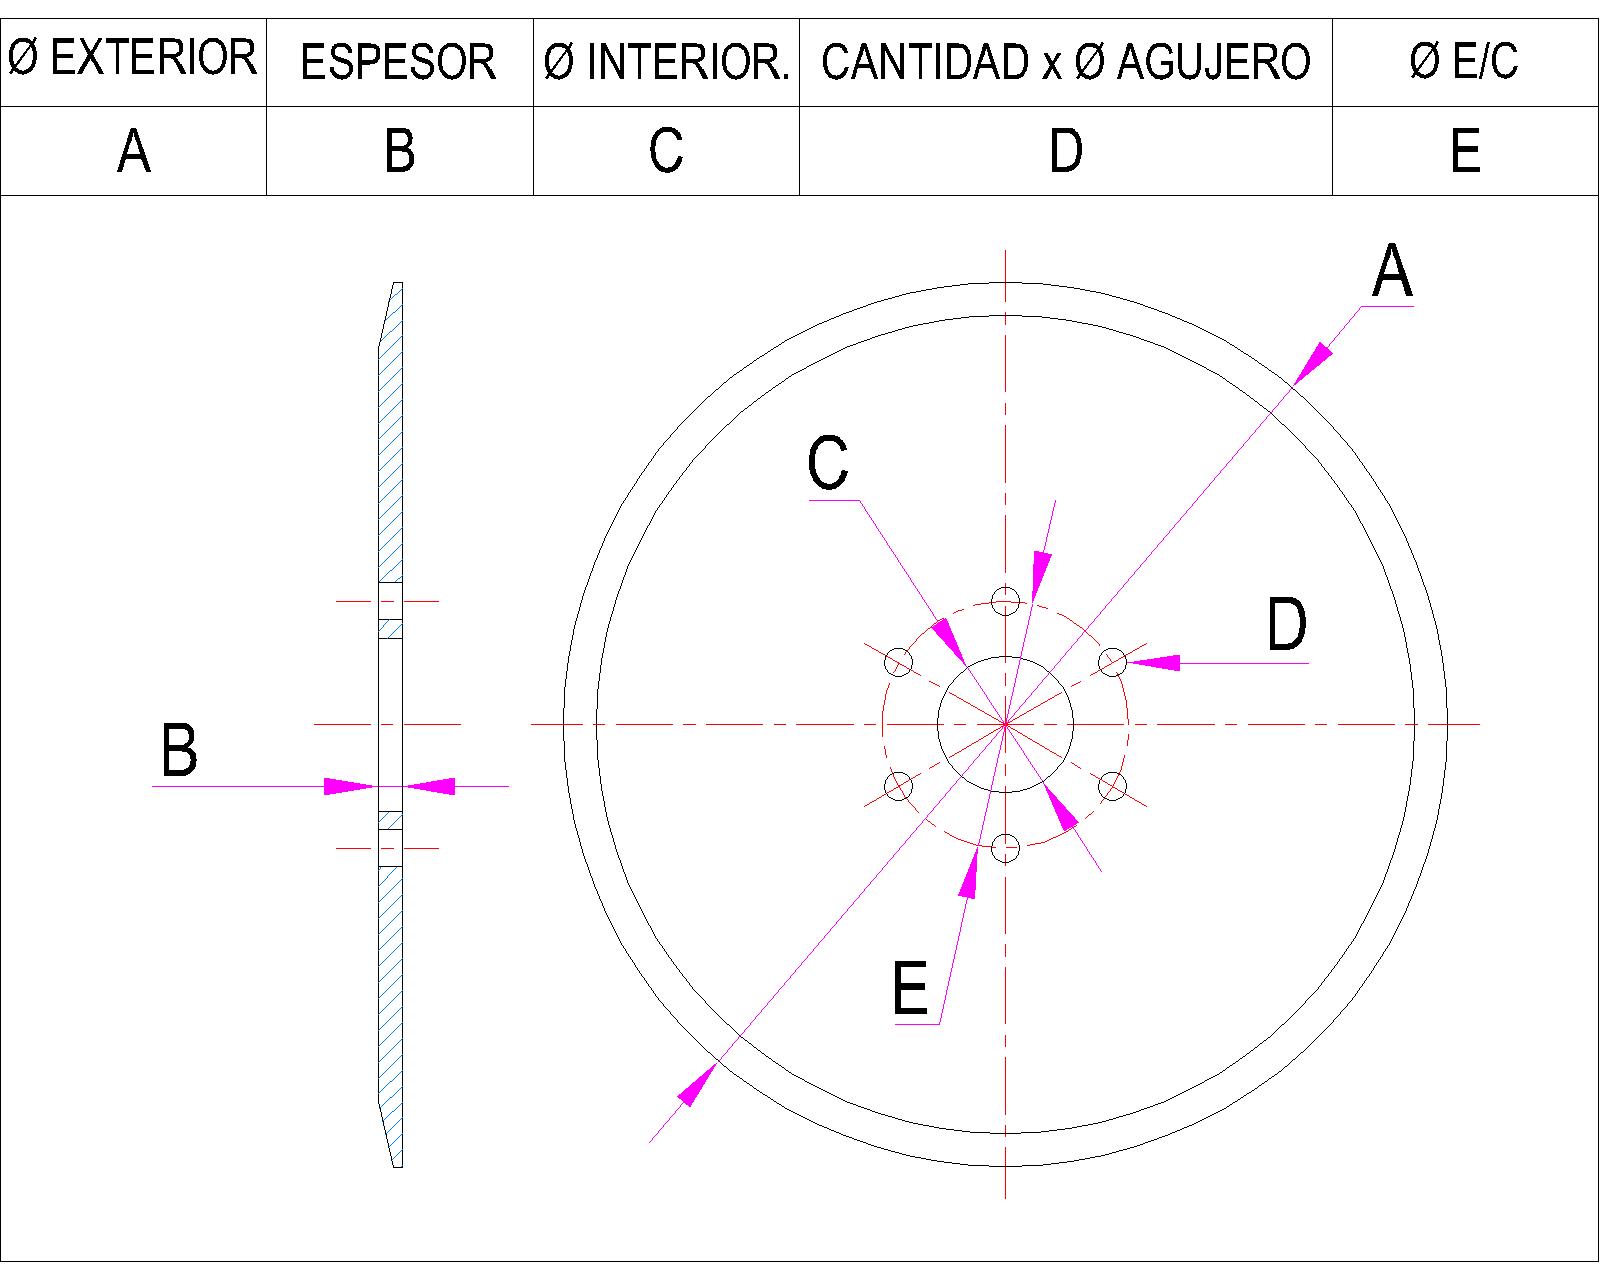 Ø EXTERIOR ESPESOR Ø INTERIOR. CANTIDAD x Ø AGUJERO Ø E/C
A B C D E
A
C
D
B
E